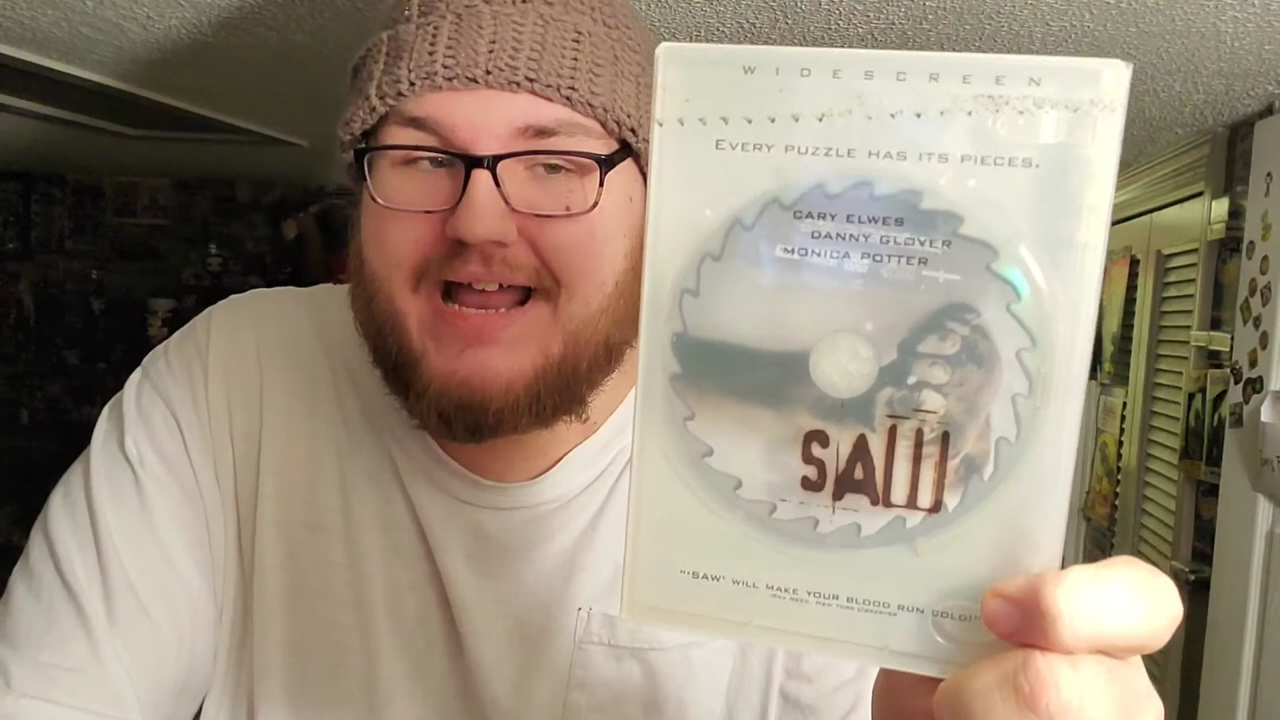 WIDESCREEN
EVERY PUZZLE HAS ITS PIECES.
CARY ELWES
DANNY GLOVER
MONICA POTTER
SAW
"'SAW' WILL MAKE YOUR BLOOD RUN COLD!"